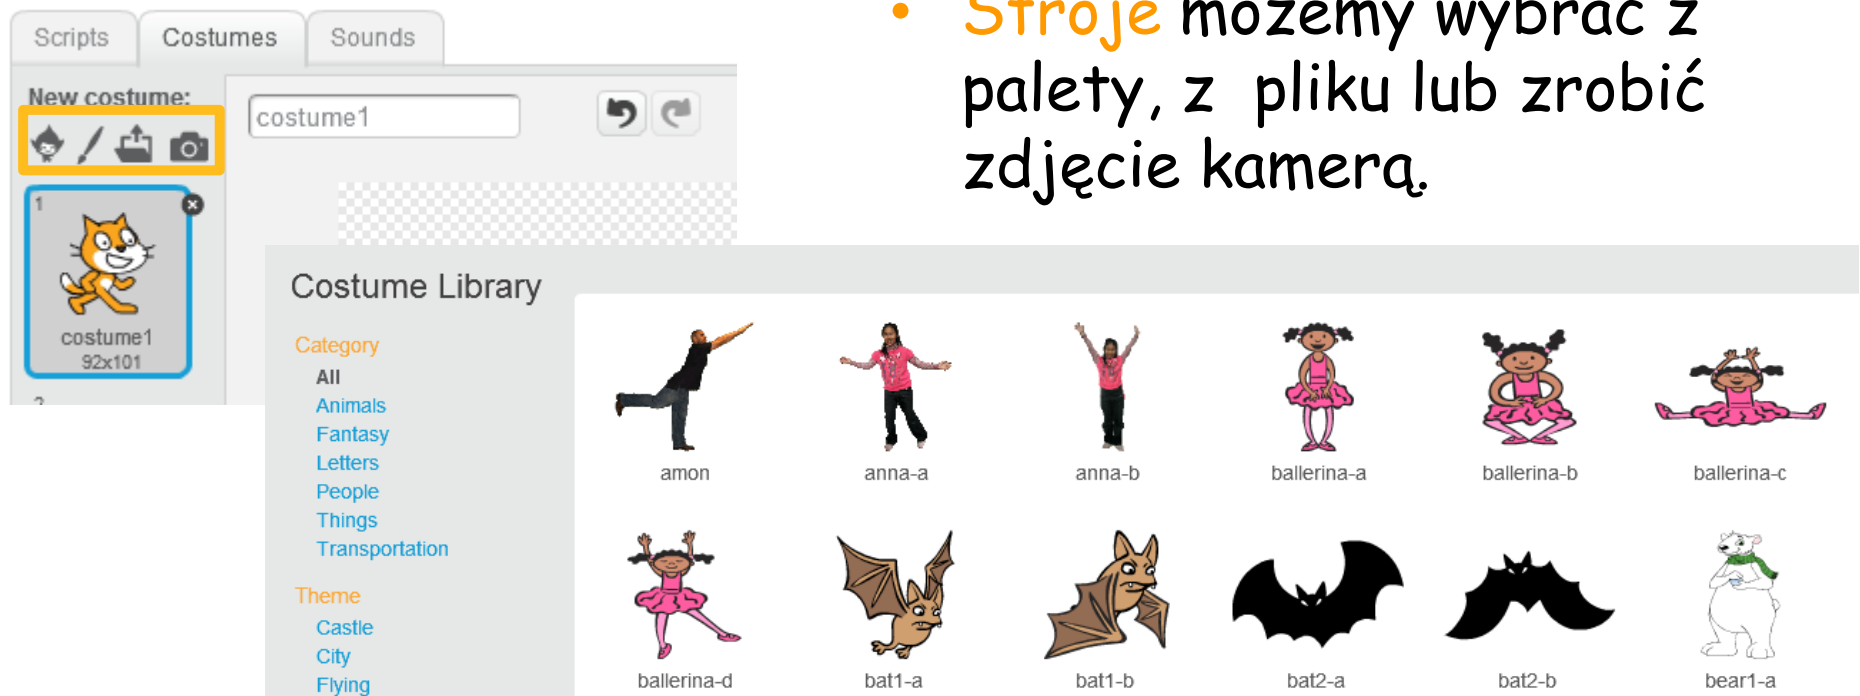 Scripts Costumes Sounds
New costume:
costume1
1
costume1
92x101
• Stroje możemy wybrać z
palety, z pliku lub zrobić
zdjęcie kamerą.
Costume Library
Category
All
Animals
Fantasy
Letters
People
Things
Transportation
Theme
Castle
City
Flying
amon anna-a anna-b ballerina-a ballerina-b ballerina-c
ballerina-d bat1-a bat1-b bat2-a bat2-b bear1-a